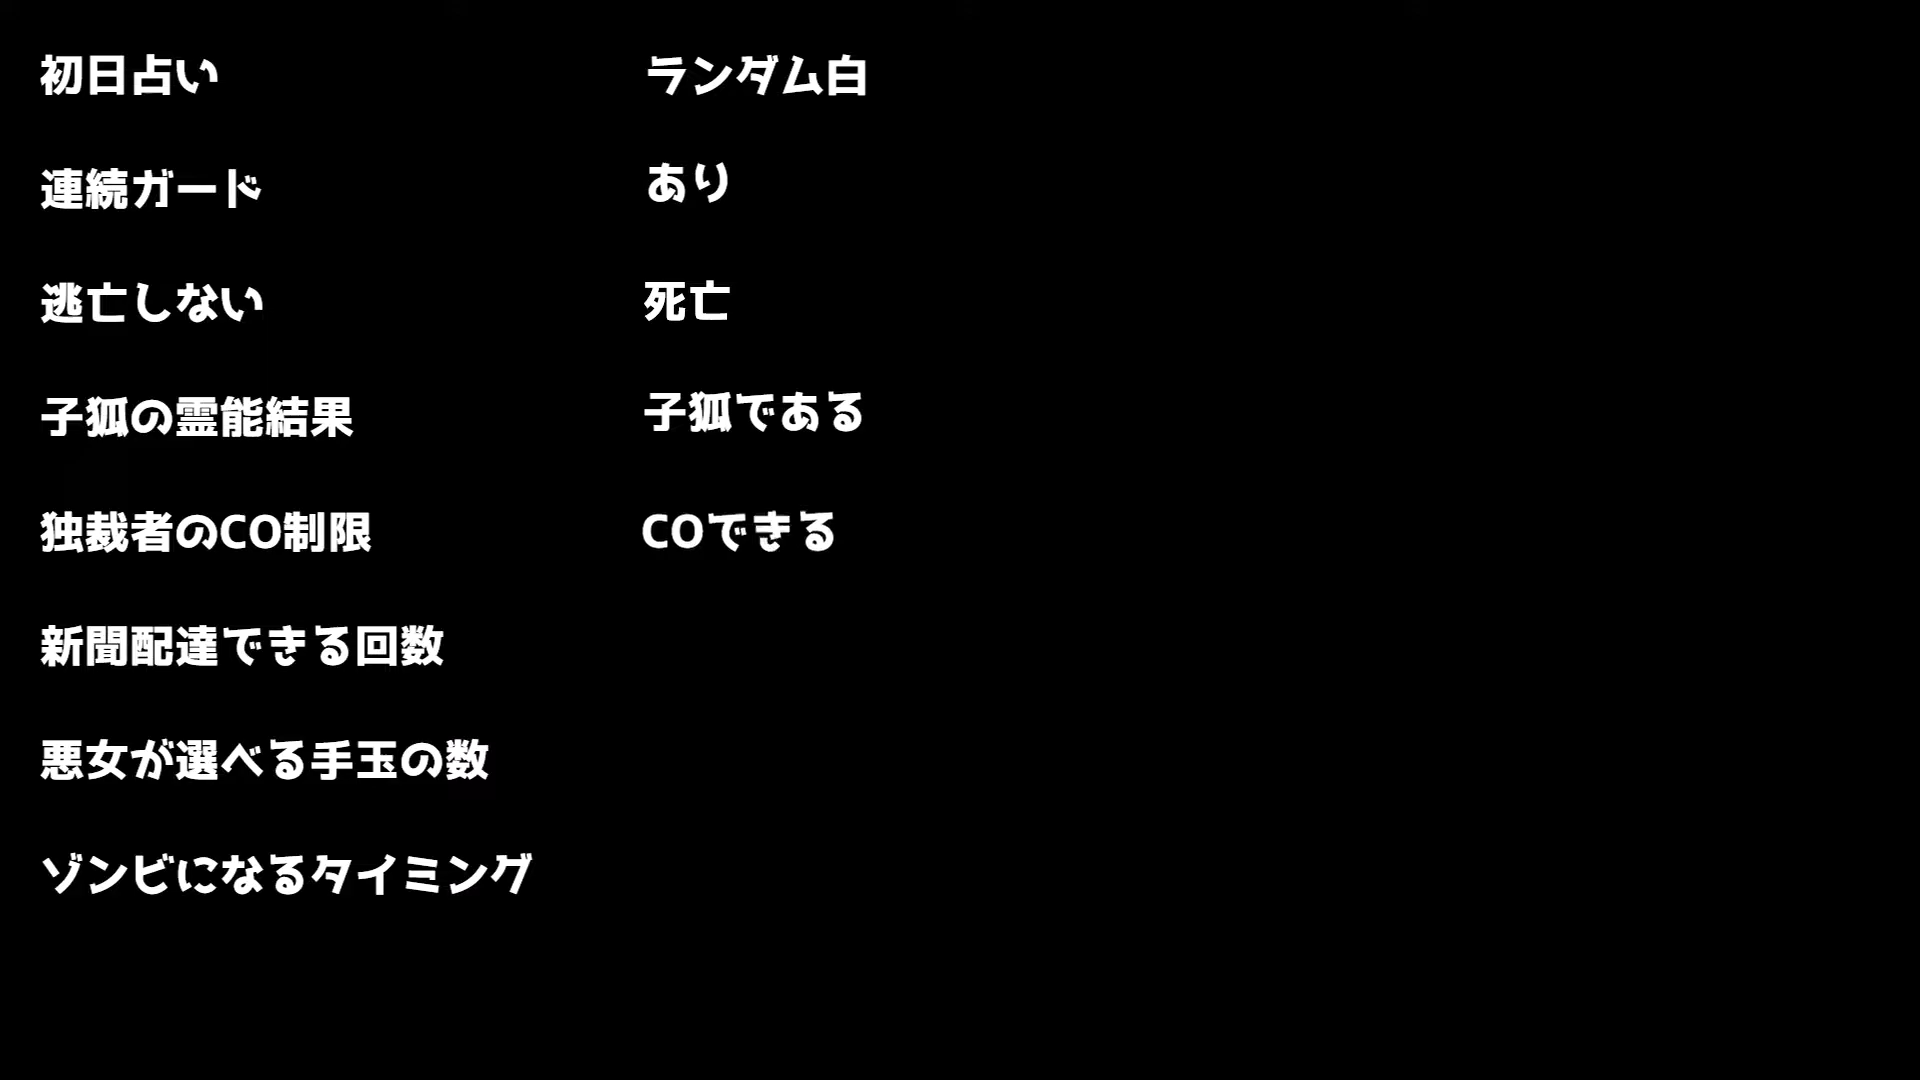 初日占い ランダム白
連続ガード あり
逃亡しない 死亡
子狐の霊能結果 子狐である
独裁者のCO制限 COできる
新聞配達できる回数
悪女が選べる手玉の数
ゾンビになるタイミング